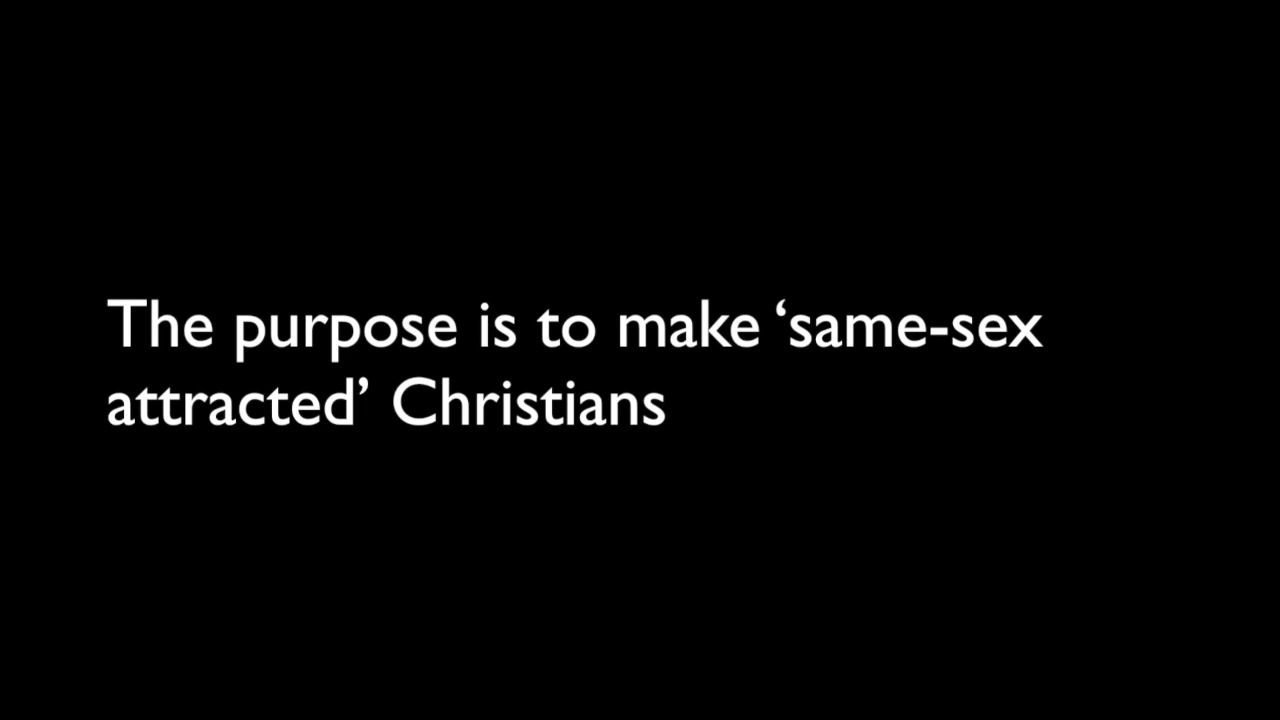 The purpose is to make ‘same-sex
attracted’ Christians